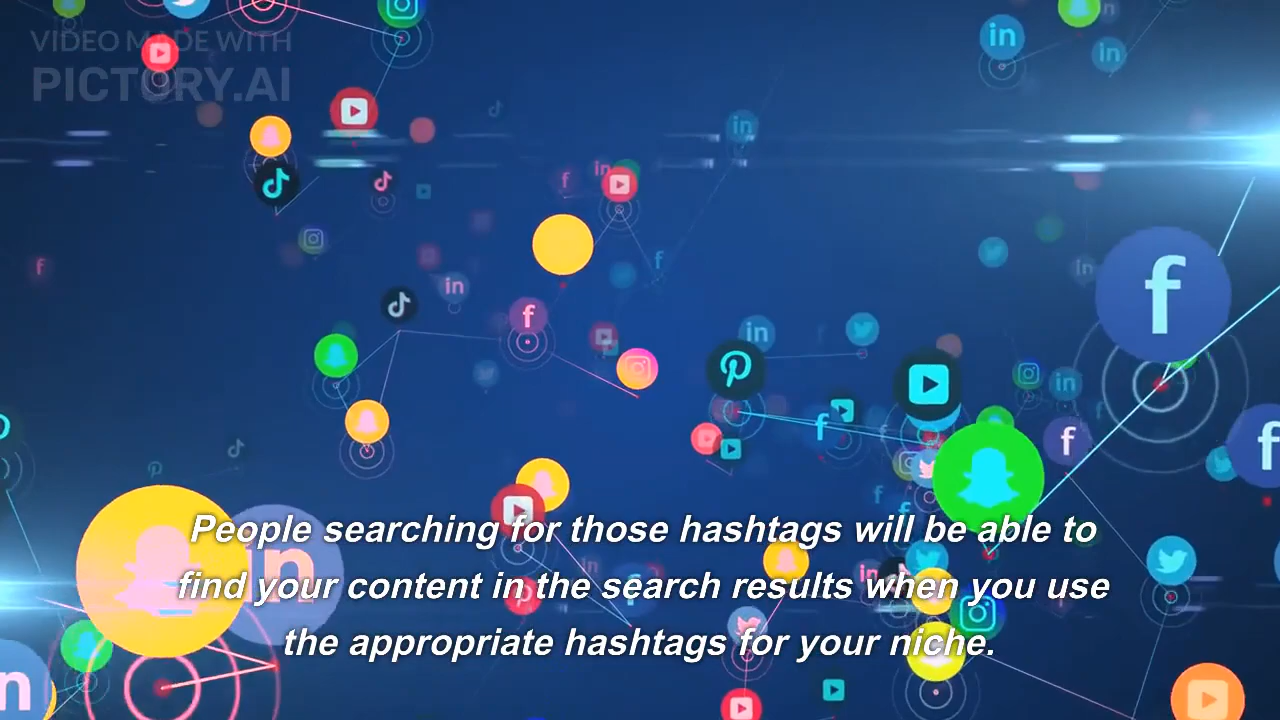 VIDEO MADE WITH
PICTORY.AI
People searching for those hashtags will be able to
find your content in the search results when you use
the appropriate hashtags for your niche.